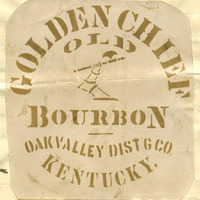 GOLDEN CHIEF
OLD
BOURBON
OAK VALLEY DIST'G CO.
KENTUCKY.